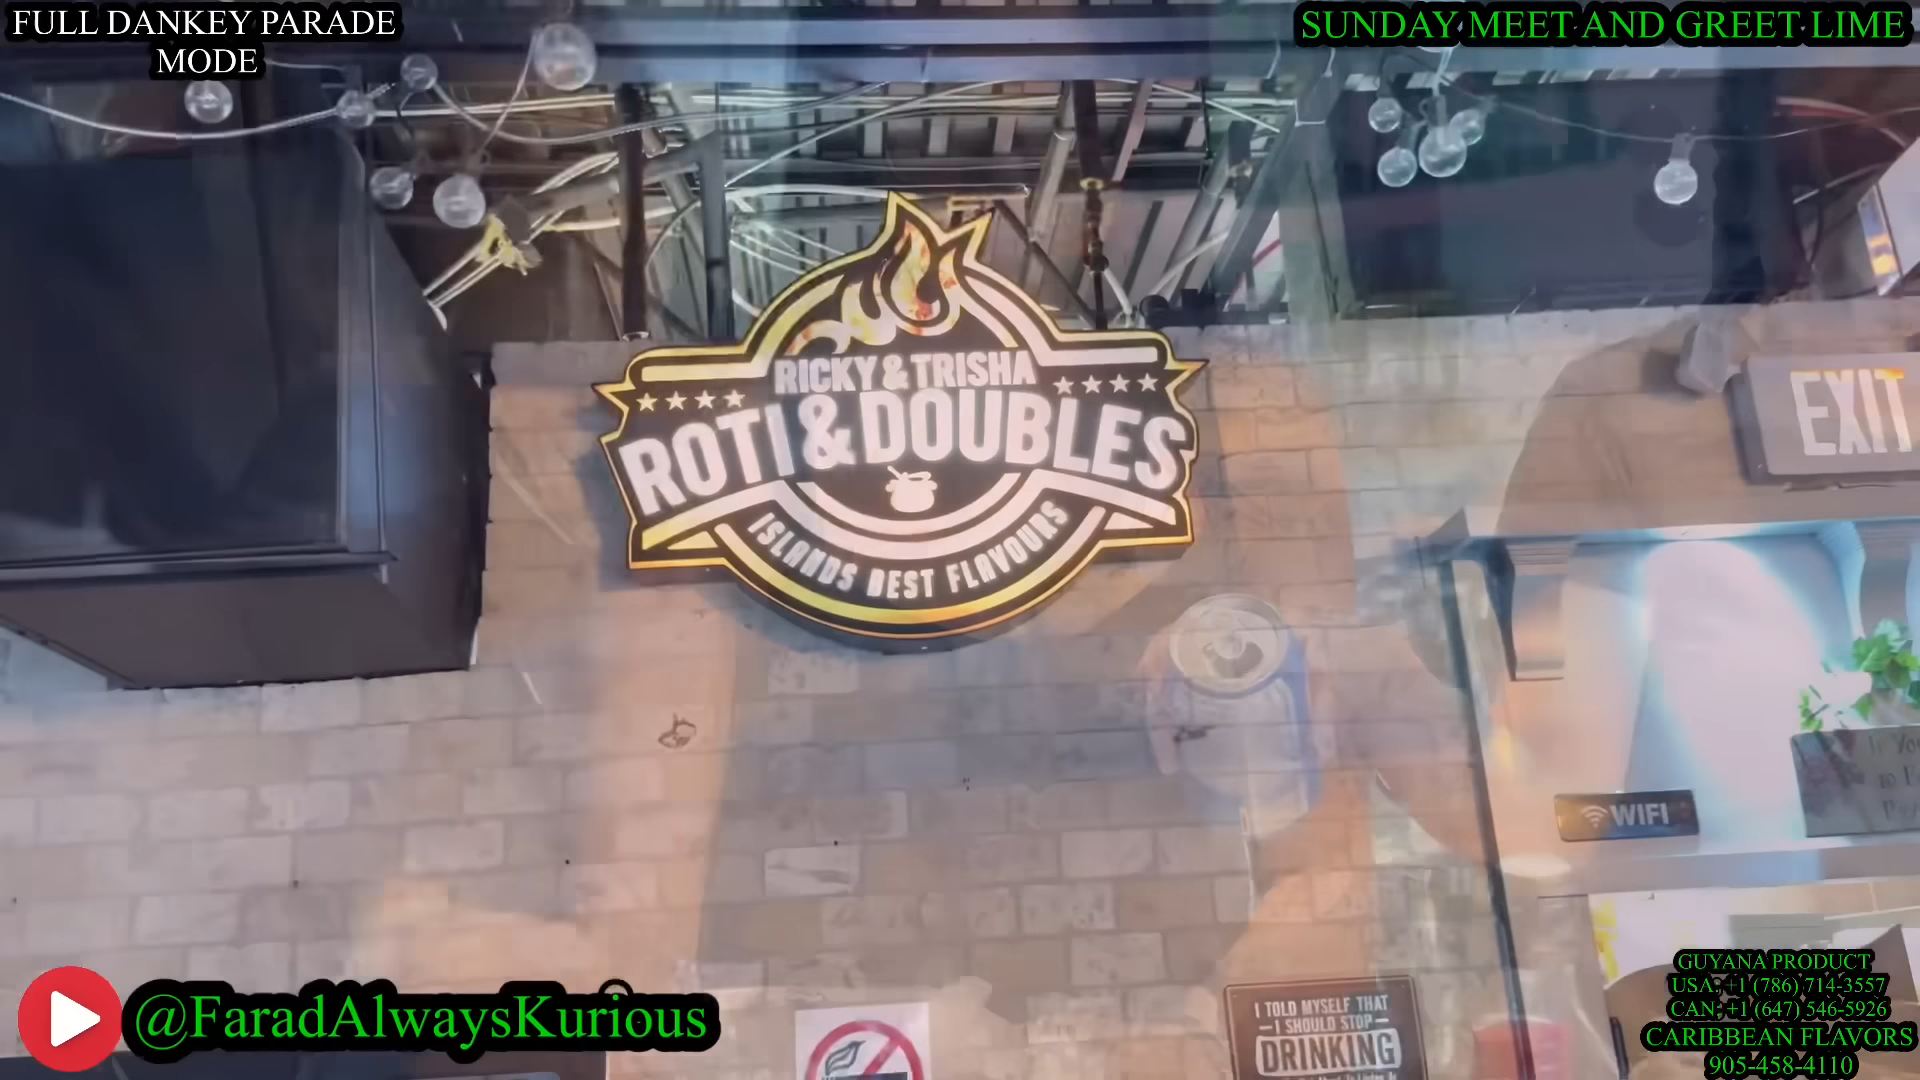 FULL DANKEY PARADE
MODE
SUNDAY MEET AND GREET LIME
RICKY & TRISHA
ROTI & DOUBLES
ISLANDS BEST FLAVOURS
EXIT
WIFI
I TOLD MYSELF THAT
I SHOULD STOP
DRINKING
@FaradAlwaysKurious
GUYANA PRODUCT
USA: +1 (786) 714-3557
CAN: +1 (647) 546-5926
CARIBBEAN FLAVORS
905-458-4110